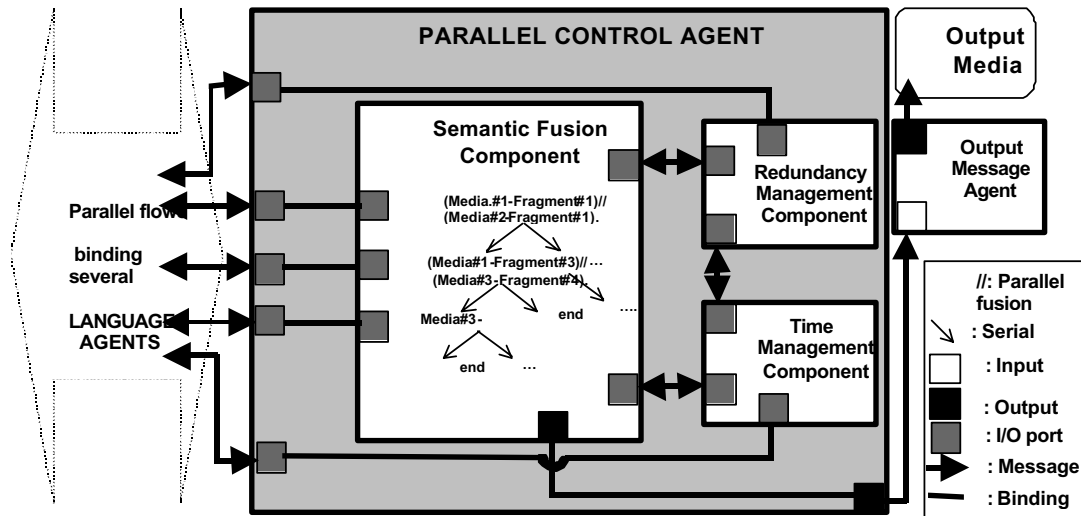 PARALLEL CONTROL AGENT
Output
Media
Semantic Fusion
Component
(Media.#1-Fragment#1)//
(Media#2-Fragment#1).
(Media#1-Fragment#3)// ...
(Media#3-Fragment#4).
Media#3-
end
.....
end
...
Redundancy
Management
Component
Time
Management
Component
Output
Message
Agent
Parallel flows
binding
several
LANGUAGE
AGENTS
//: Parallel
fusion
: Serial
: Input
: Output
: I/O port
: Message
: Binding